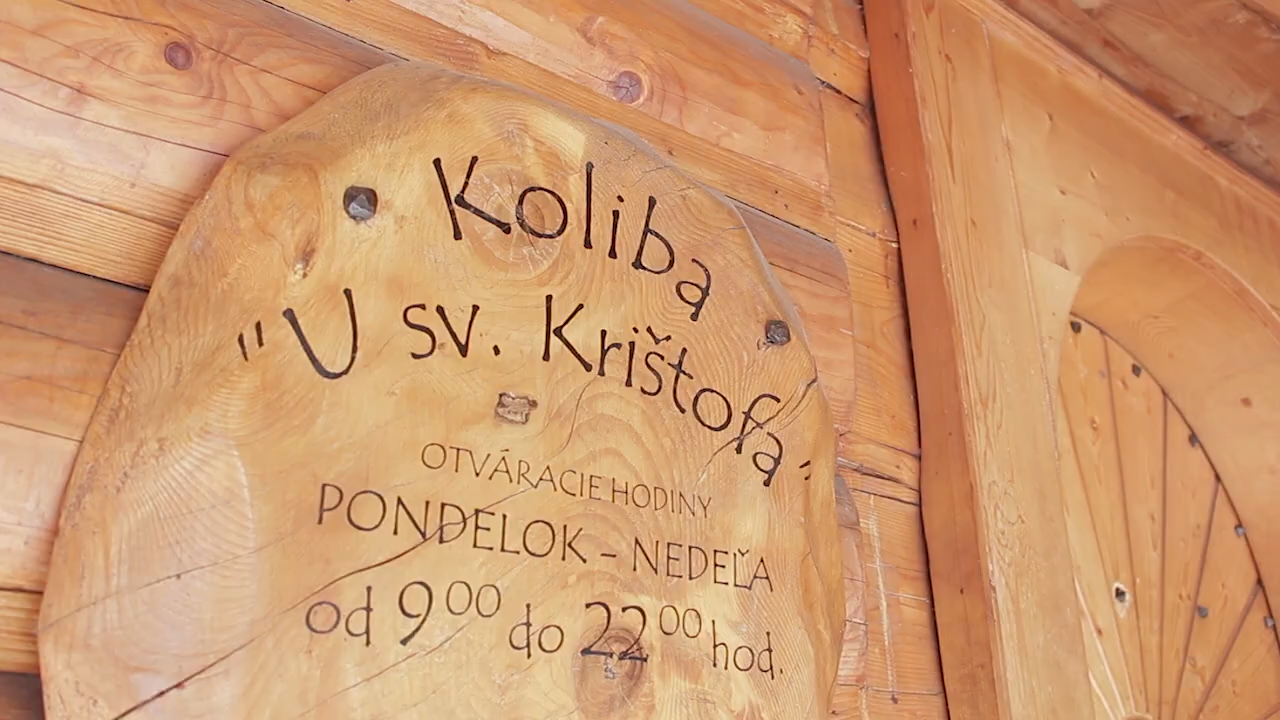 Koliba
"U sv. Krištofa"
OTVÁRACIE HODINY
PONDELOK - NEDEĽA
od 9⁰⁰ do 22⁰⁰ hod.